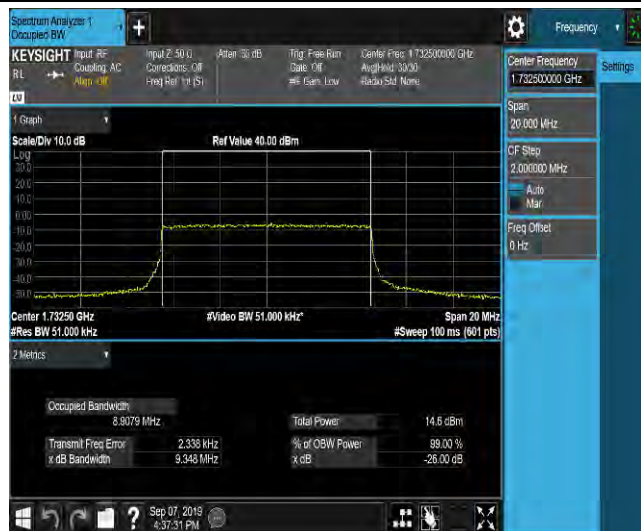 Spectrum Analyzer 1
Occupied BW
+
Frequency
KEYSIGHT
RL
Input: RF
Coupling: AC
Align: Off
Input Z: 50 Ω
Corrections: Off
Freq Ref: Int (S)
Atten: 30 dB
Trig: Free Run
Gate: Off
#IF Gain: Low
Center Freq: 1.732500000 GHz
Avg|Hold: 30/30
Radio Std: None
Center Frequency
1.732500000 GHz
Settings
Span
20.000 MHz
CF Step
2.000000 MHz
Auto
Man
Freq Offset
0 Hz
1 Graph
Scale/Div 10.0 dB
Ref Value 40.00 dBm
Log
30.0
20.0
10.0
0.00
-10.0
-20.0
-30.0
-40.0
-50.0
Center 1.73250 GHz
#Video BW 51.000 kHz*
Span 20 MHz
#Res BW 51.000 kHz
#Sweep 100 ms (601 pts)
2 Metrics
Occupied Bandwidth
8.9079 MHz
Total Power
14.6 dBm
Transmit Freq Error
2.338 kHz
% of OBW Power
99.00 %
x dB Bandwidth
9.348 MHz
x dB
-26.00 dB
?
Sep 07, 2019
4:37:31 PM